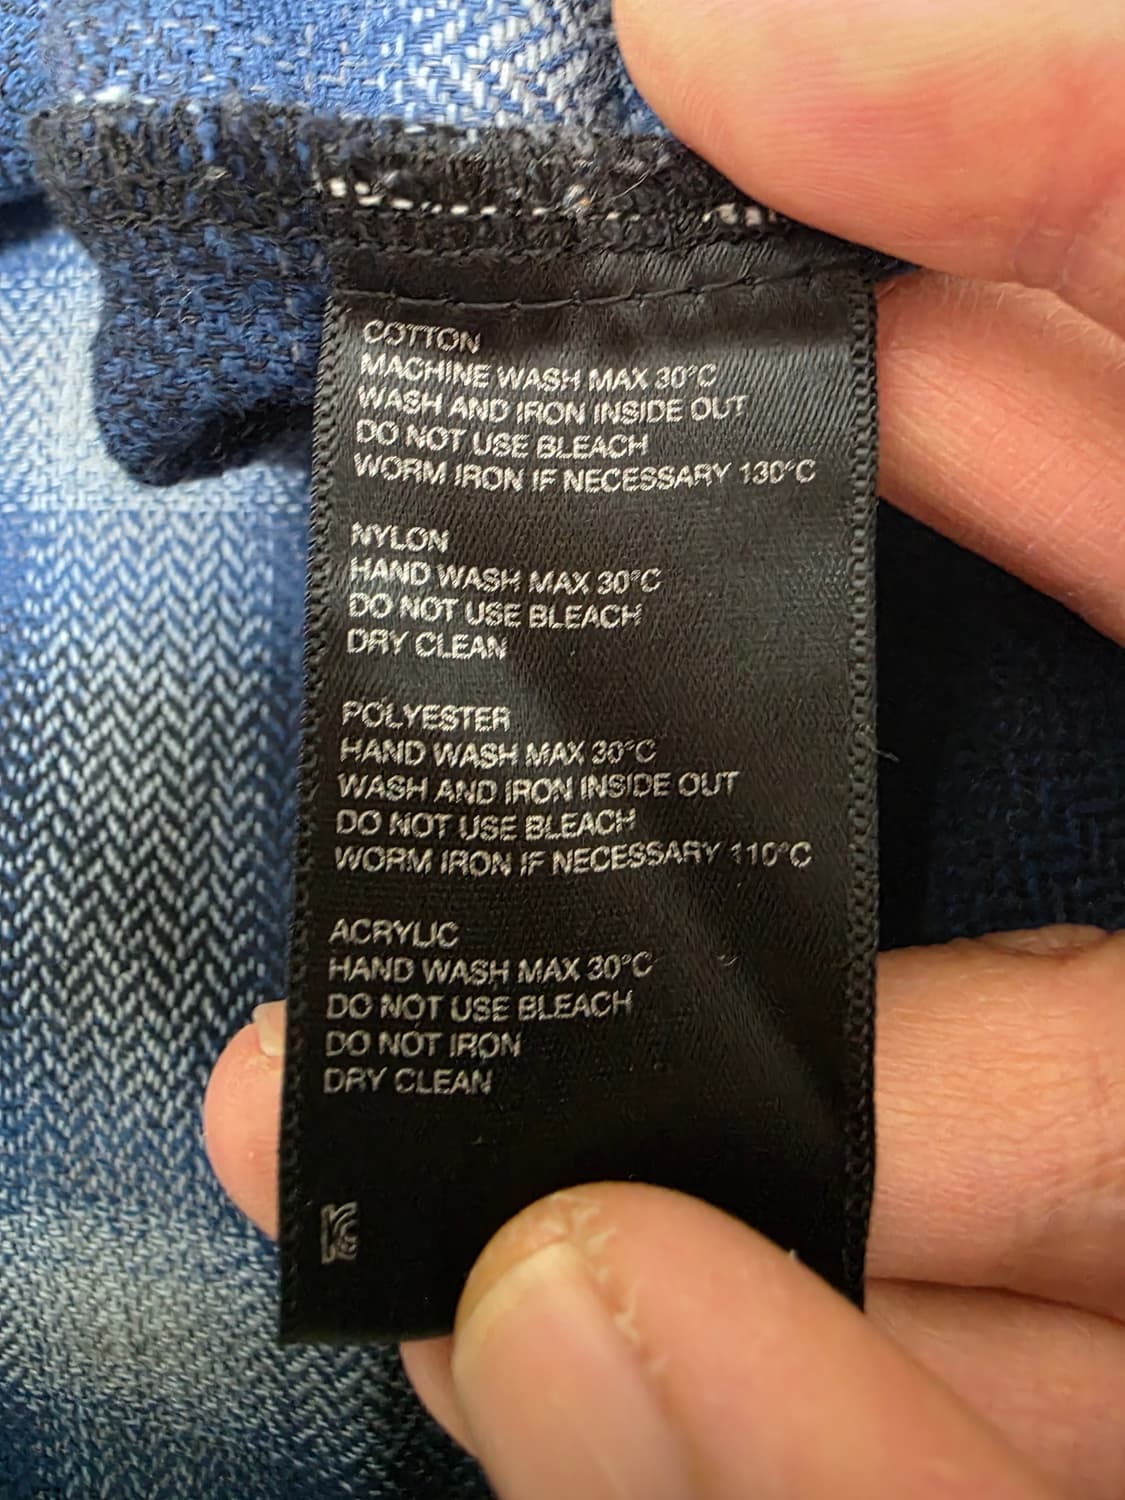 COTTON
MACHINE WASH MAX 30°C
WASH AND IRON INSIDE OUT
DO NOT USE BLEACH
WORM IRON IF NECESSARY 130°C
NYLON
HAND WASH MAX 30°C
DO NOT USE BLEACH
DRY CLEAN
POLYESTER
HAND WASH MAX 30°C
WASH AND IRON INSIDE OUT
DO NOT USE BLEACH
WORM IRON IF NECESSARY 110°C
ACRYLIC
HAND WASH MAX 30°C
DO NOT USE BLEACH
DO NOT IRON
DRY CLEAN
KC